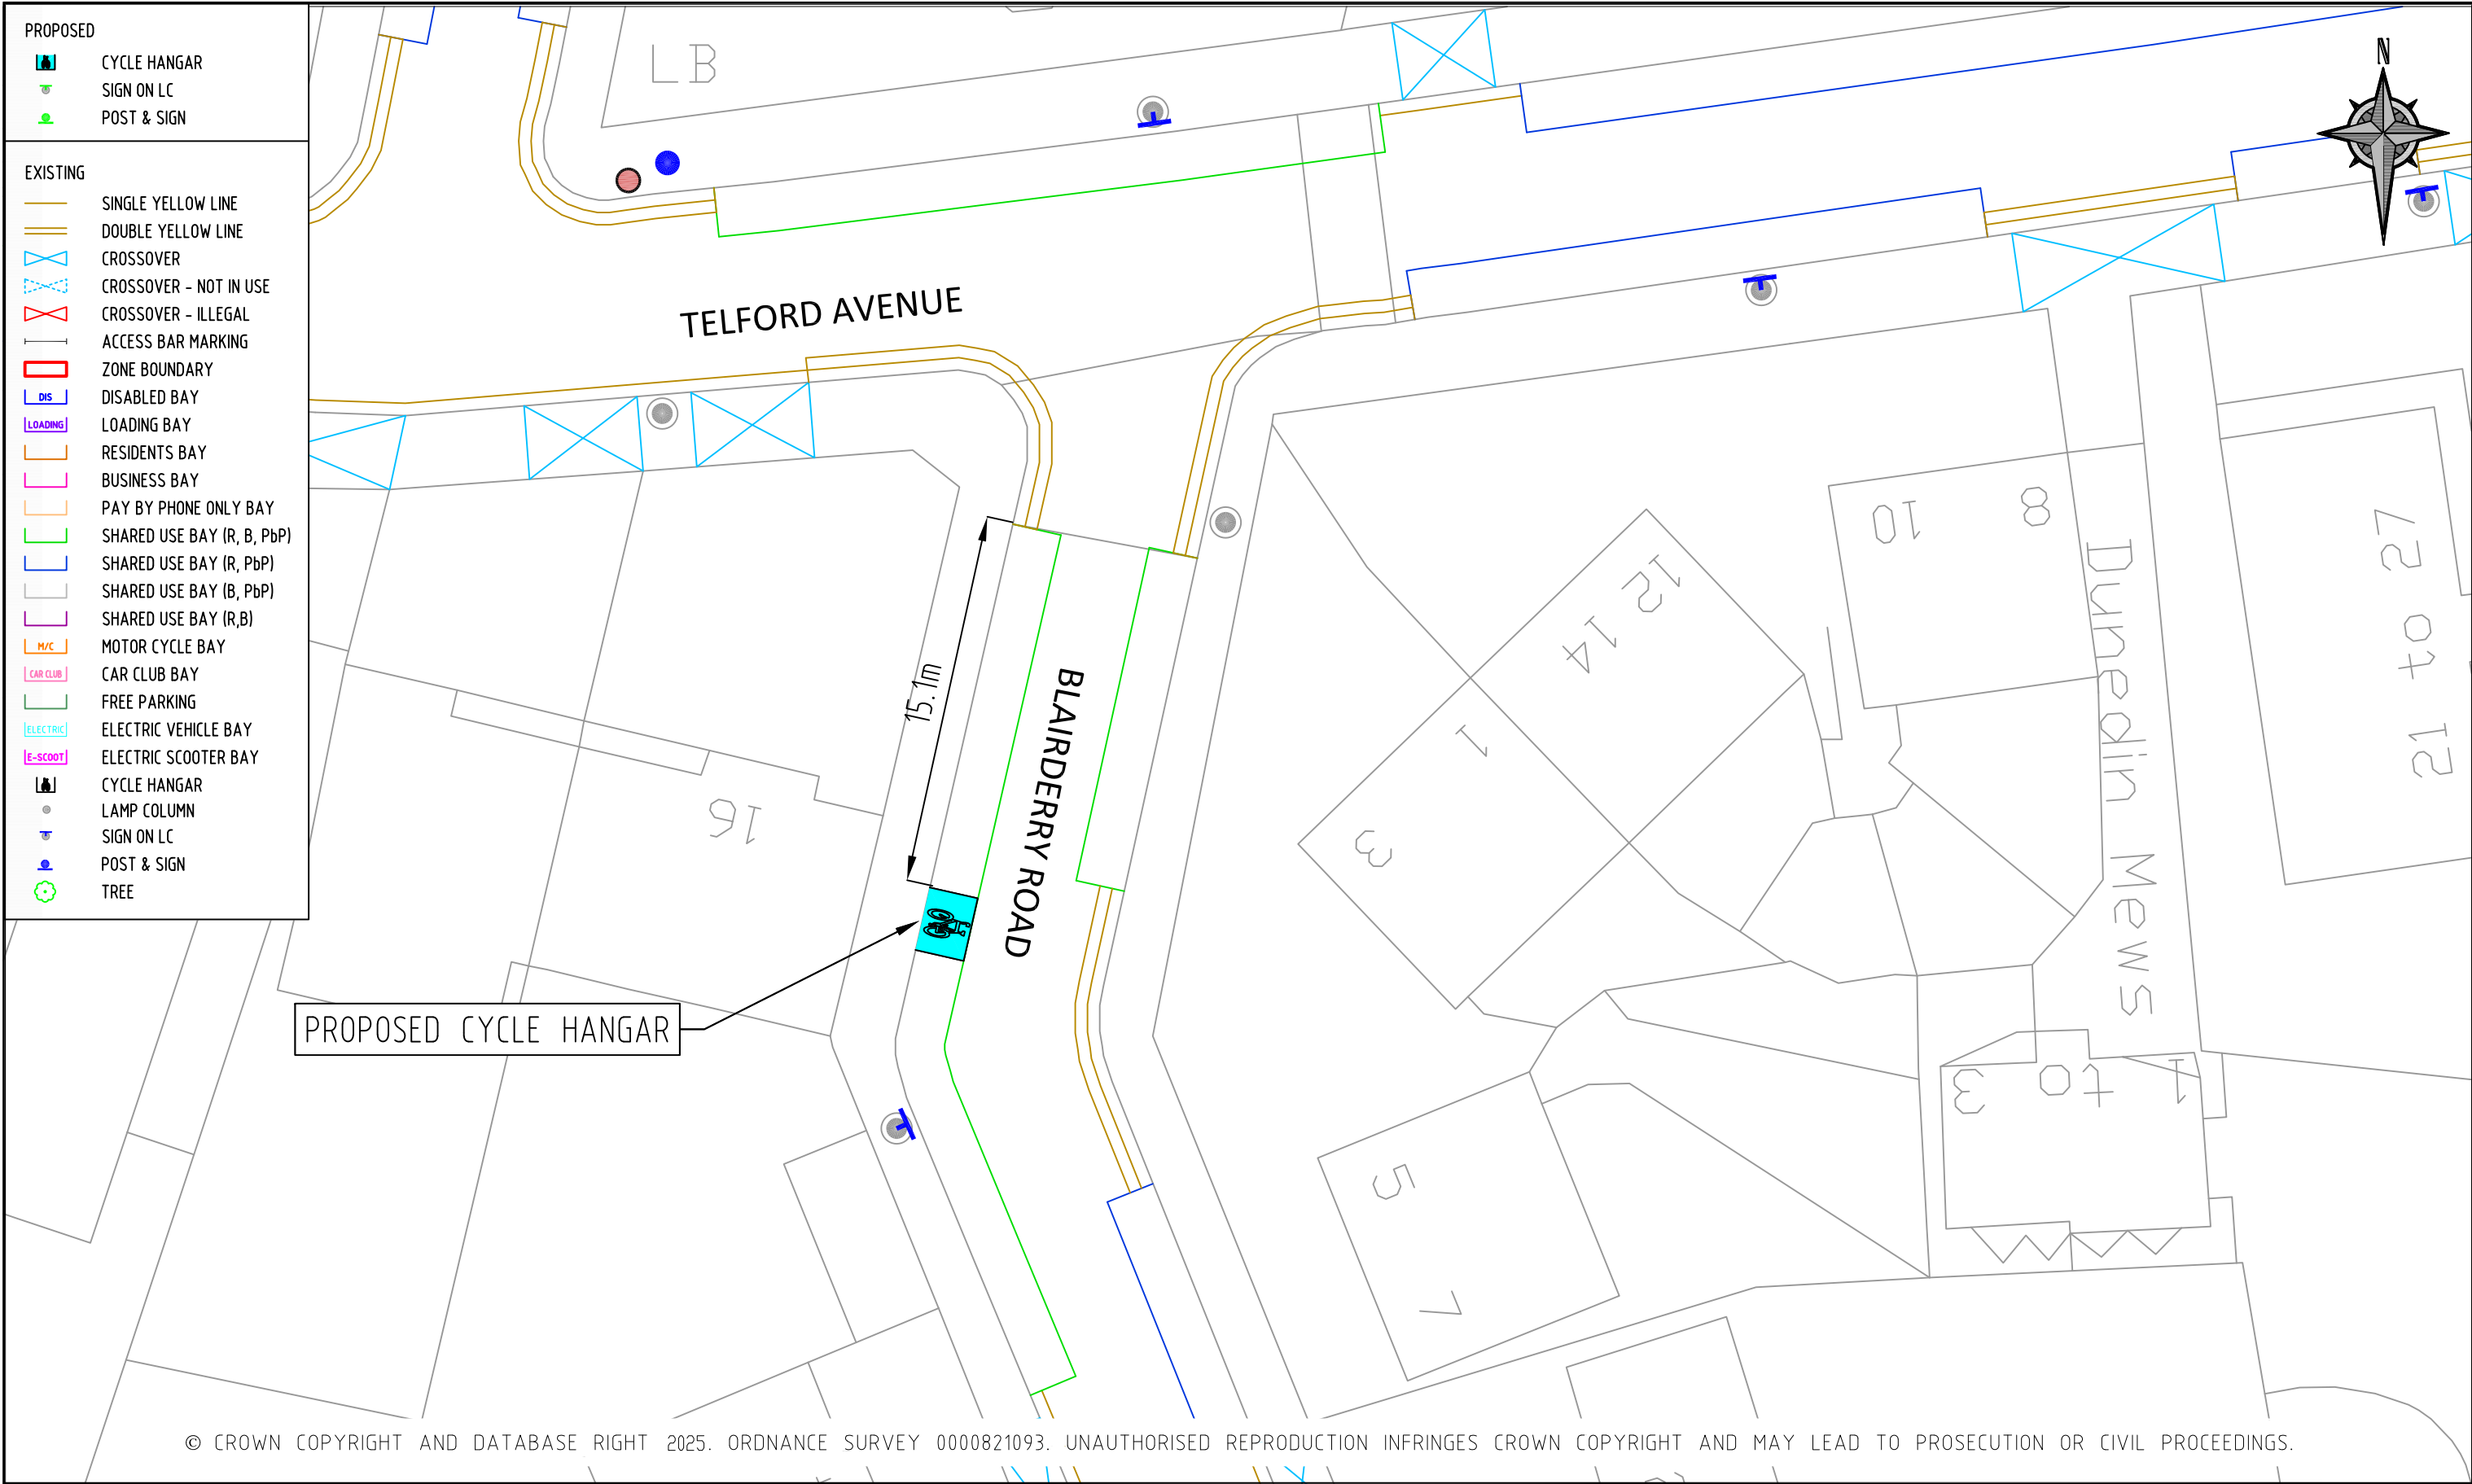 PROPOSED
CYCLE HANGAR
SIGN ON LC
POST & SIGN
EXISTING
SINGLE YELLOW LINE
DOUBLE YELLOW LINE
CROSSOVER
CROSSOVER - NOT IN USE
CROSSOVER - ILLEGAL
ACCESS BAR MARKING
ZONE BOUNDARY
DIS DISABLED BAY
LOADING LOADING BAY
RESIDENTS BAY
BUSINESS BAY
PAY BY PHONE ONLY BAY
SHARED USE BAY (R, B, PbP)
SHARED USE BAY (R, PbP)
SHARED USE BAY (B, PbP)
SHARED USE BAY (R,B)
M/C MOTOR CYCLE BAY
CAR CLUB CAR CLUB BAY
FREE PARKING
ELECTRIC ELECTRIC VEHICLE BAY
E-SCOOT ELECTRIC SCOOTER BAY
CYCLE HANGAR
LAMP COLUMN
SIGN ON LC
POST & SIGN
TREE
LB
N
TELFORD AVENUE
15.1m
BLAIRDERRY ROAD
16
PROPOSED CYCLE HANGAR
10
8
12
14
1
3
5
7
Dunedin Mews
1 to 3
© CROWN COPYRIGHT AND DATABASE RIGHT 2025. ORDNANCE SURVEY 0000821093. UNAUTHORISED REPRODUCTION INFRINGES CROWN COPYRIGHT AND MAY LEAD TO PROSECUTION OR CIVIL PROCEEDINGS.